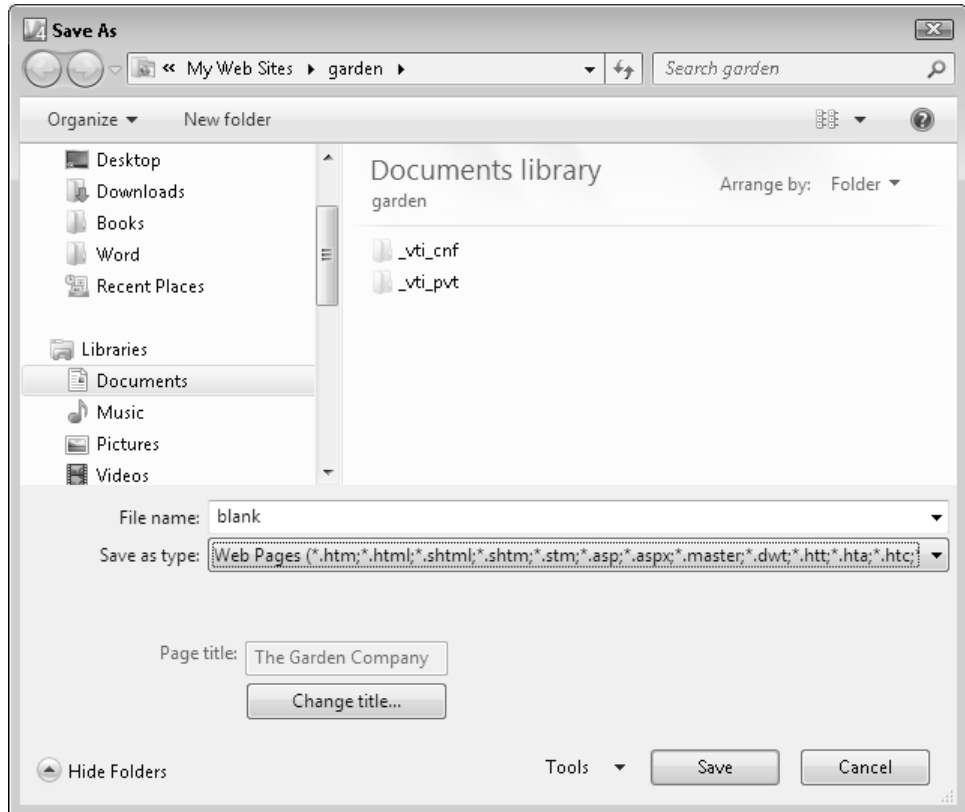 Save As
« My Web Sites garden
Search garden
Organize
New folder
Desktop
Downloads
Books
Word
Recent Places
Libraries
Documents
Music
Pictures
Videos
Documents library
garden
Arrange by: Folder
_vti_cnf
_vti_pvt
File name: blank
Save as type: Web Pages (*.htm;*.html;*.shtml;*.shtm;*.stm;*.asp;*.aspx;*.master;*.dwt;*.htt;*.hta;*.htc;
Page title: The Garden Company
Change title...
Hide Folders
Tools
Save
Cancel